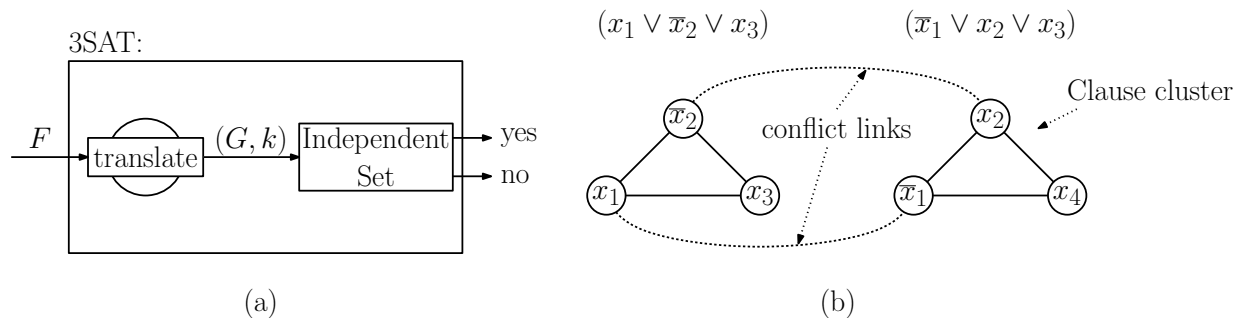 3SAT:
F
translate
(G, k)
Independent
Set
yes
no
(a)
(x₁ ∨ x̅₂ ∨ x₃)
(x̅₁ ∨ x₂ ∨ x₃)
x̅₂
x₂
Clause cluster
conflict links
x₁
x₃
x̅₁
x₄
(b)